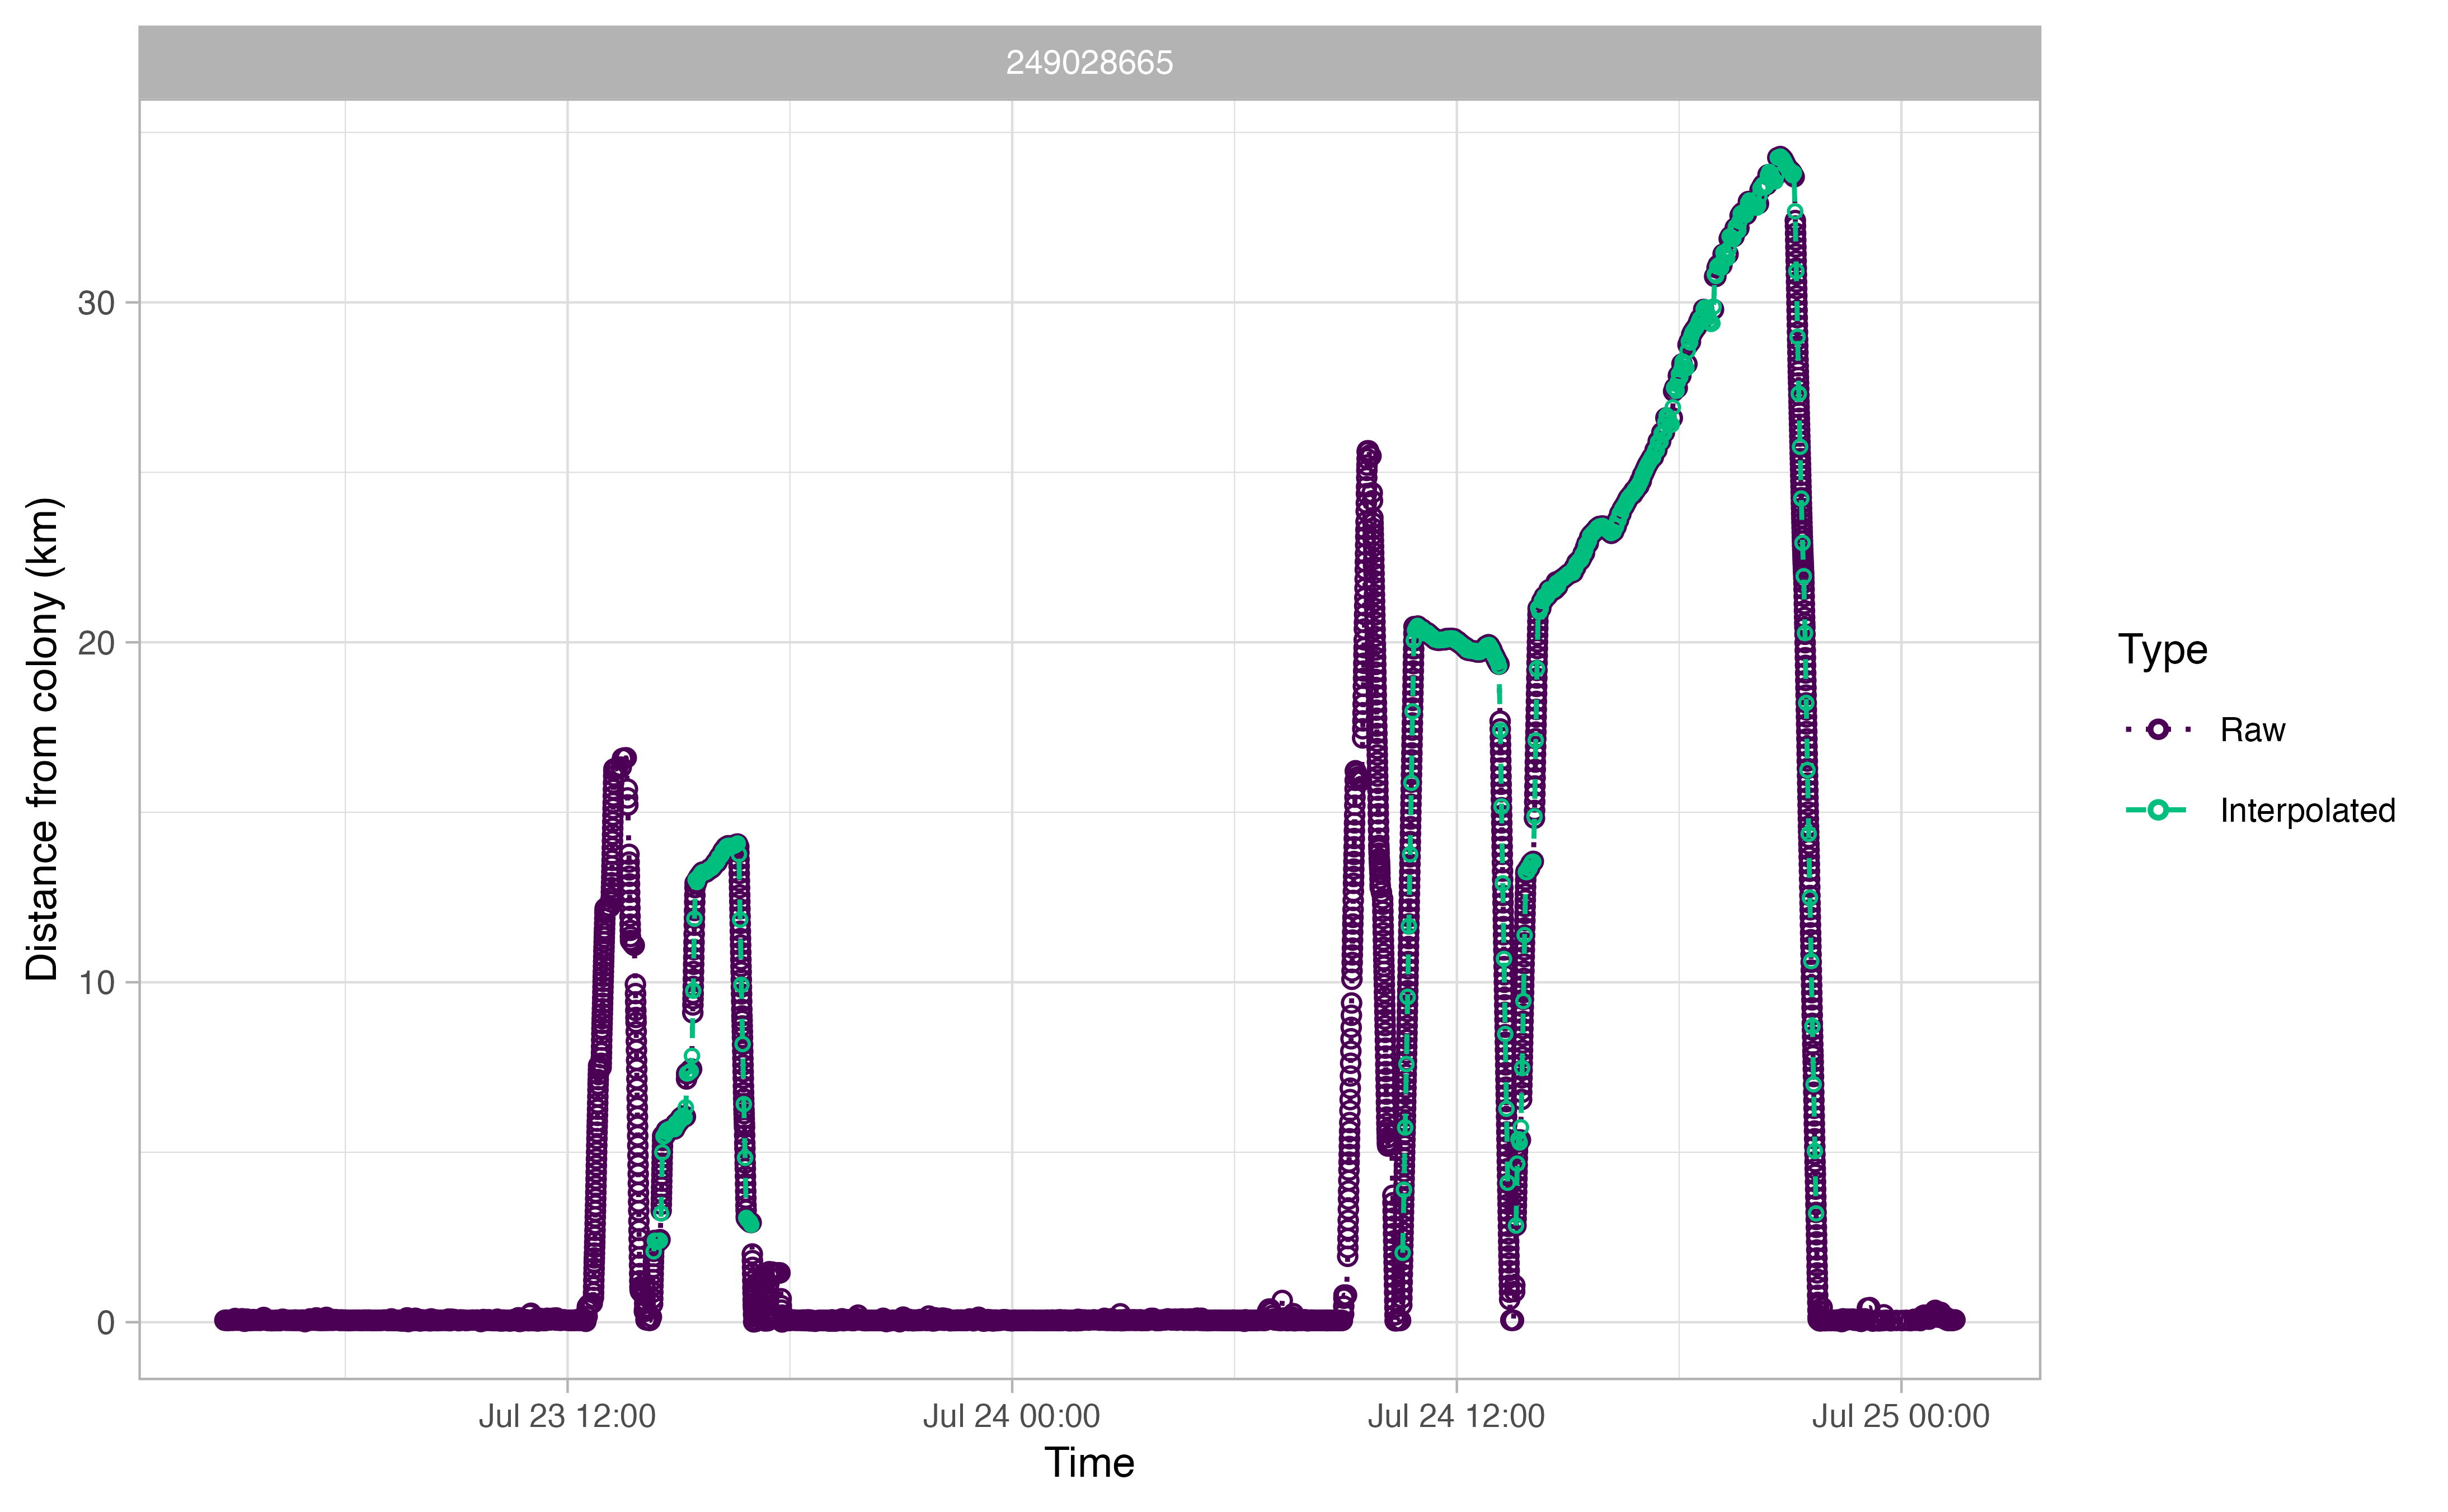 249028665
Distance from colony (km)
30
20
10
0
Jul 23 12:00
Jul 24 00:00
Jul 24 12:00
Jul 25 00:00
Time
Type
Raw
Interpolated